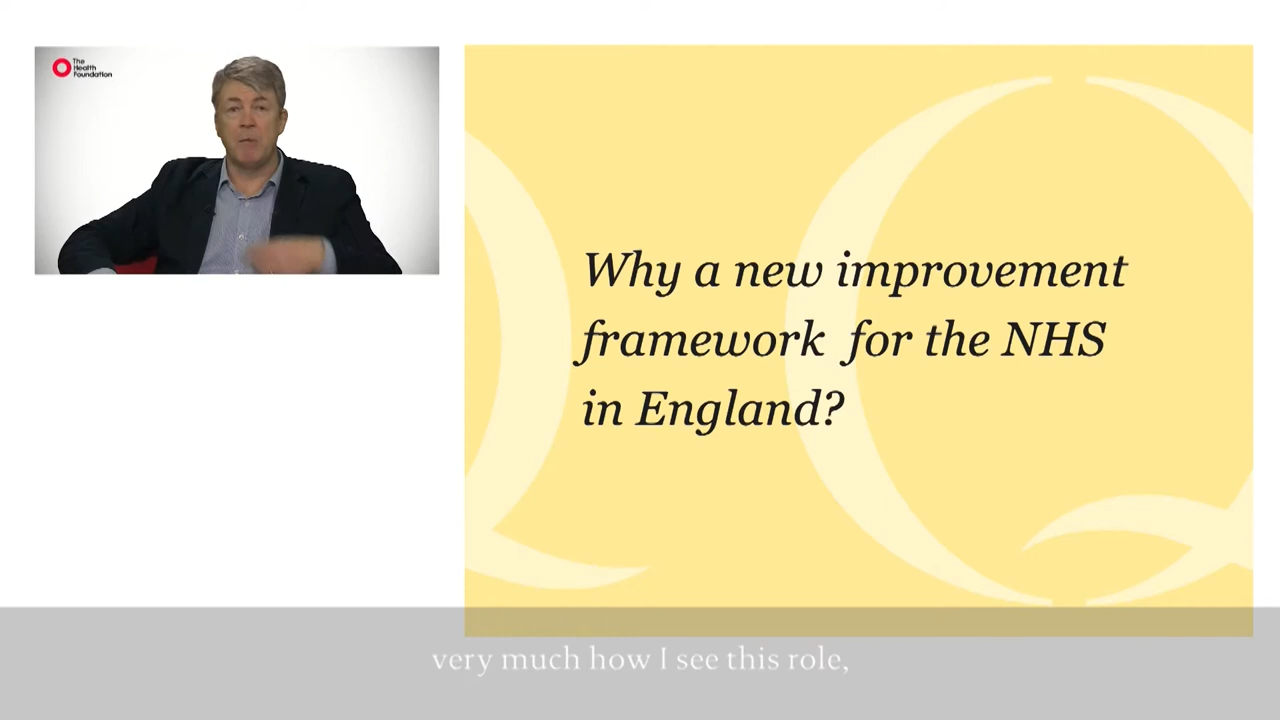 The
Health
Foundation
Why a new improvement
framework for the NHS
in England?
very much how I see this role,